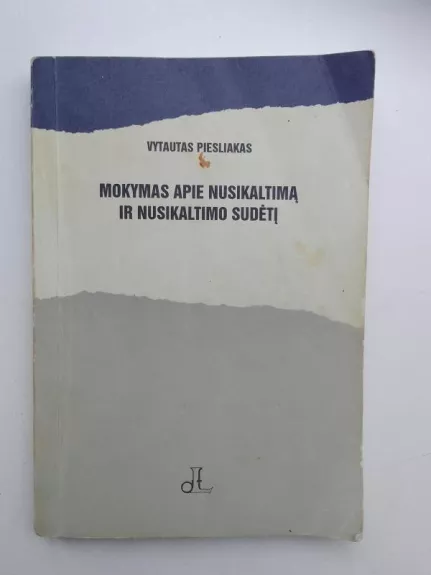 VYTAUTAS PIESLIAKAS
MOKYMAS APIE NUSIKALTIMĄ
IR NUSIKALTIMO SUDĖTĮ